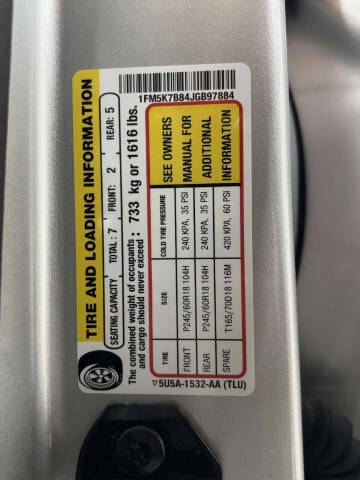 1FM5K7B84JGB97884
TIRE AND LOADING INFORMATION
SEATING CAPACITY TOTAL: 7 FRONT: 2 REAR: 5
The combined weight of occupants
and cargo should never exceed : 733 kg or 1616 lbs.
TIRE SIZE COLD TIRE PRESSURE SEE OWNERS
FRONT P245/60R18 104H 240 KPA, 35 PSI MANUAL FOR
REAR P245/60R18 104H 240 KPA, 35 PSI ADDITIONAL
SPARE T165/70D18 116M 420 KPA, 60 PSI INFORMATION
▽5U5A-1532-AA (TLU)